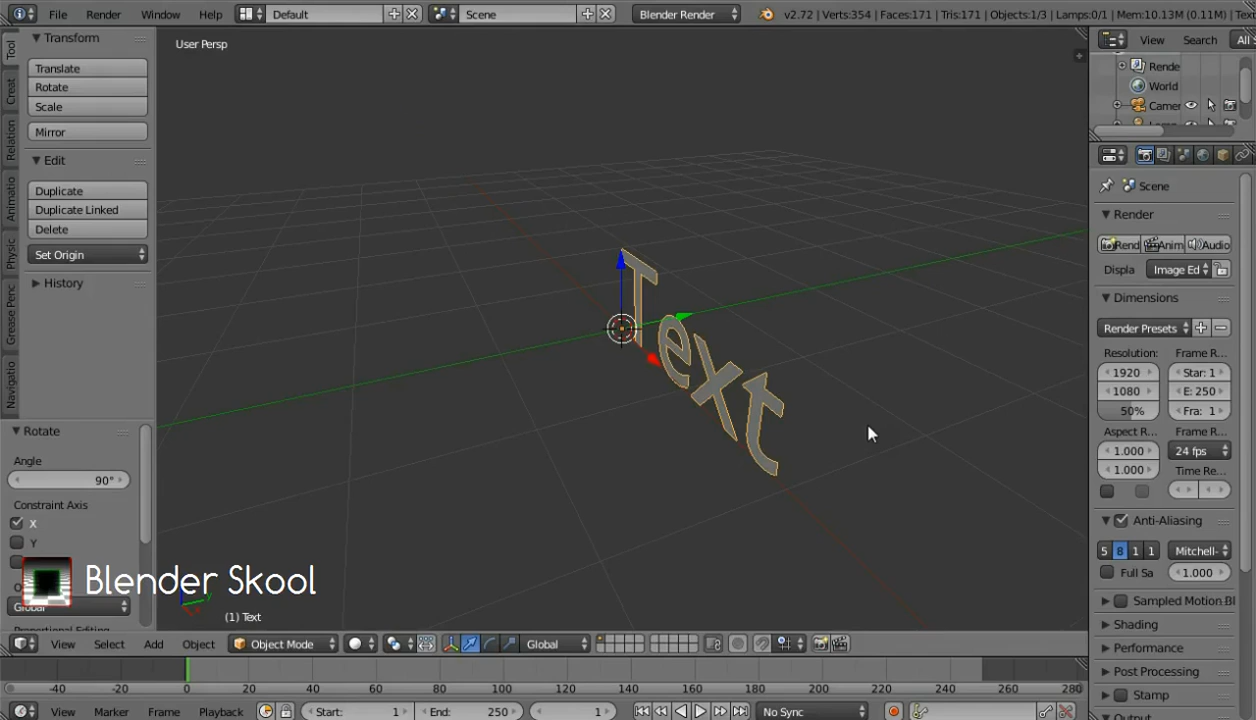 File Render Window Help Default Scene Blender Render v2.72 | Verts:354 | Faces:171 | Tris:171 | Objects:1/3 | Lamps:0/1 | Mem:10.13M (0.11M) | Tex
Tool
Creat
Relation
Animatio
Physic
Grease Penc
Navigatio
Transform
Translate
Rotate
Scale
Mirror
Edit
Duplicate
Duplicate Linked
Delete
Set Origin
History
Rotate
Angle
90°
Constraint Axis
X
Y
Global
User Persp
Text
Blender Skool
(1) Text
View Select Add Object Object Mode Global
-40 -20 0 20 40 60 80 100 120 140 160 180 200 220 240 260 280
View Marker Frame Playback Start: 1 End: 250 1 No Sync
View Search All S
Rende
World
Camer
Scene
Render
Rend Anim Audio
Displa Image Ed
Dimensions
Render Presets
Resolution: Frame R...
1920 Star: 1
1080 E: 250
50% Fra: 1
Aspect R... Frame R...
1.000 24 fps
1.000 Time Re...
Anti-Aliasing
5 8 1 1 Mitchell-
Full Sa 1.000
Sampled Motion Bl
Shading
Performance
Post Processing
Stamp